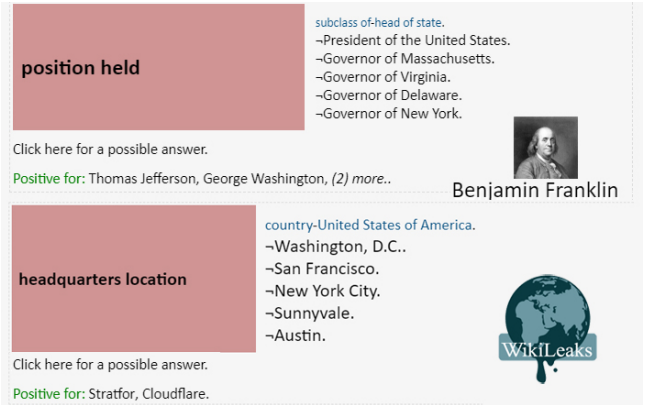 position held
subclass of-head of state.
¬President of the United States.
¬Governor of Massachusetts.
¬Governor of Virginia.
¬Governor of Delaware.
¬Governor of New York.
Click here for a possible answer.
Positive for: Thomas Jefferson, George Washington, (2) more..
Benjamin Franklin
headquarters location
country-United States of America.
¬Washington, D.C..
¬San Francisco.
¬New York City.
¬Sunnyvale.
¬Austin.
WikiLeaks
Click here for a possible answer.
Positive for: Stratfor, Cloudflare.